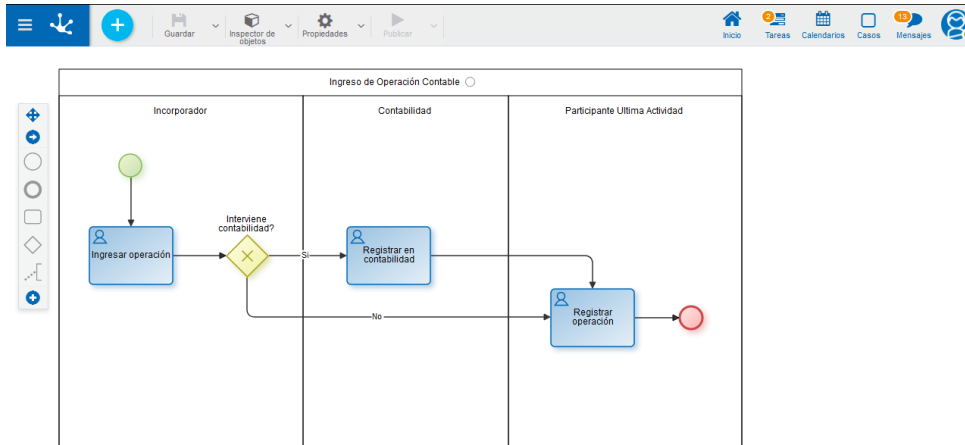 Guardar
Inspector de
objetos
Propiedades
Publicar
Inicio
2
Tareas
Calendarios
Casos
13
Mensajes
Ingreso de Operación Contable
Incorporador
Contabilidad
Participante Ultima Actividad
Interviene
contabilidad?
Ingresar operación
Si
Registrar en
contabilidad
No
Registrar
operación